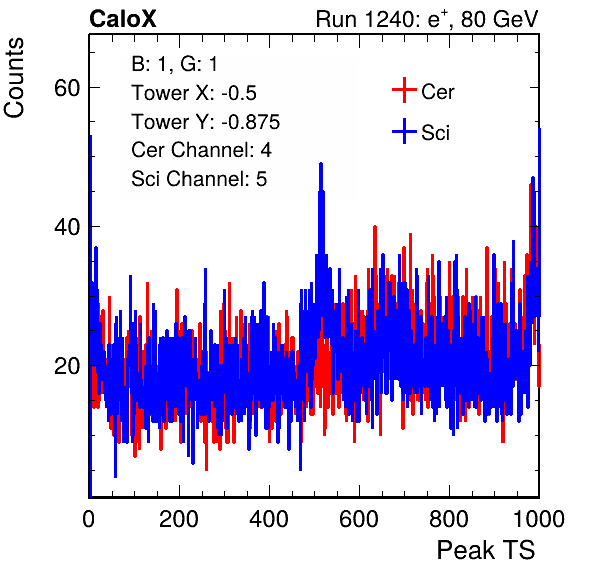 CaloX Run 1240: e⁺, 80 GeV
Counts
B: 1, G: 1
Tower X: -0.5
Tower Y: -0.875
Cer Channel: 4
Sci Channel: 5
Cer
Sci
60
40
20
0 200 400 600 800 1000
Peak TS